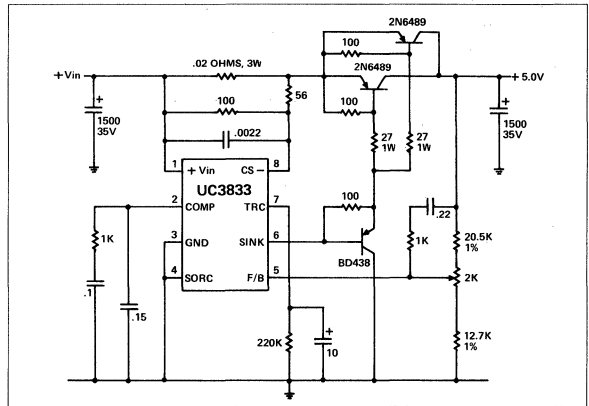 2N6489
100
2N6489
.02 OHMS, 3W
+Vin
+ 5.0V
100
56
100
+
1500
35V
+
1500
35V
.0022
27
1W
27
1W
1
+ Vin
CS −
8
UC3833
2
COMP
TRC
7
100
.22
1K
3
GND
SINK
6
1K
20.5K
1%
BD438
4
SORC
F/B
5
2K
.1
.15
220K
+
10
12.7K
1%